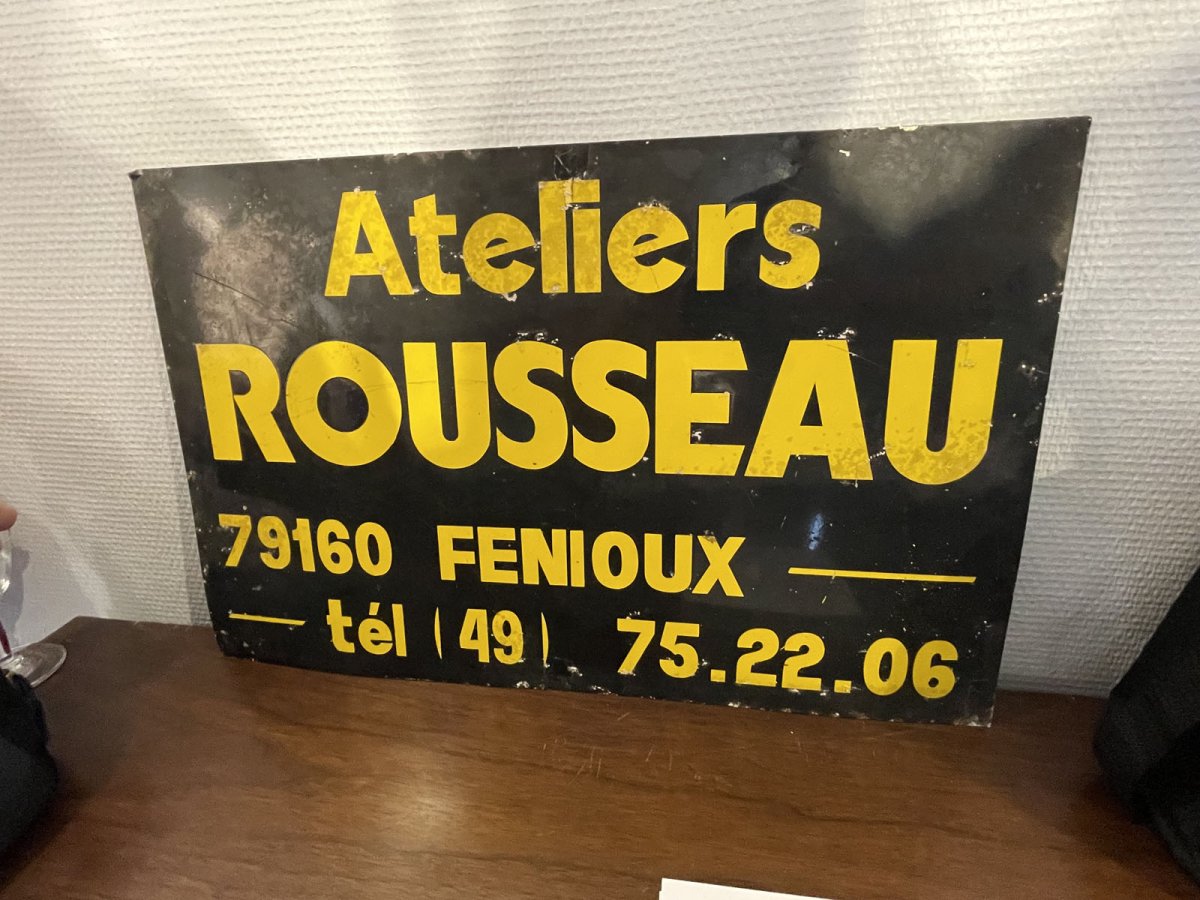 Ateliers
ROUSSEAU
79160 FENIOUX
tél (49) 75.22.06